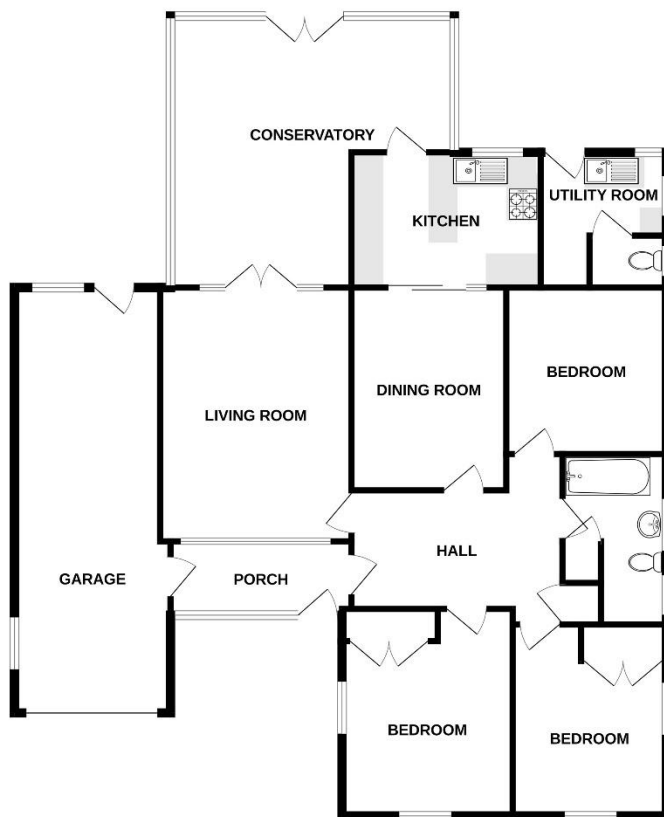 CONSERVATORY
KITCHEN
UTILITY ROOM
LIVING ROOM
DINING ROOM
BEDROOM
GARAGE
PORCH
HALL
BEDROOM
BEDROOM